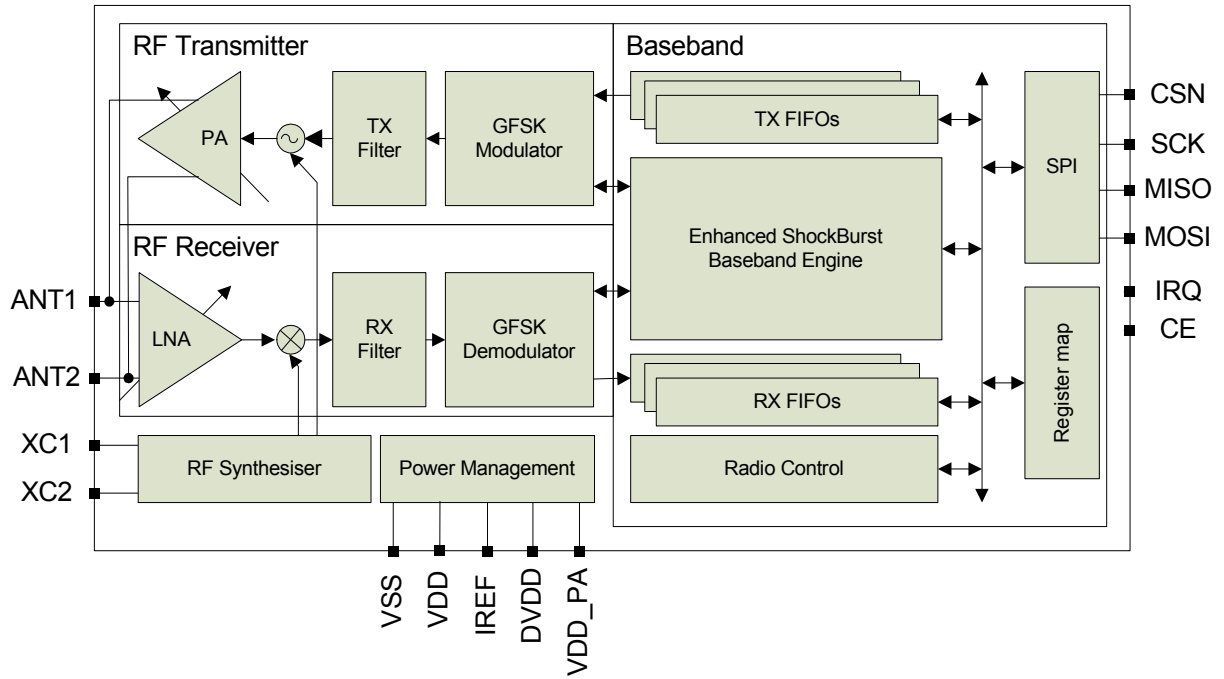 RF Transmitter
Baseband
PA
TX
Filter
GFSK
Modulator
TX FIFOs
SPI
CSN
SCK
MISO
MOSI
Enhanced ShockBurst
Baseband Engine
RF Receiver
ANT1
ANT2
LNA
RX
Filter
GFSK
Demodulator
IRQ
CE
RX FIFOs
Register map
XC1
XC2
RF Synthesiser
Power Management
Radio Control
VSS
VDD
IREF
DVDD
VDD_PA